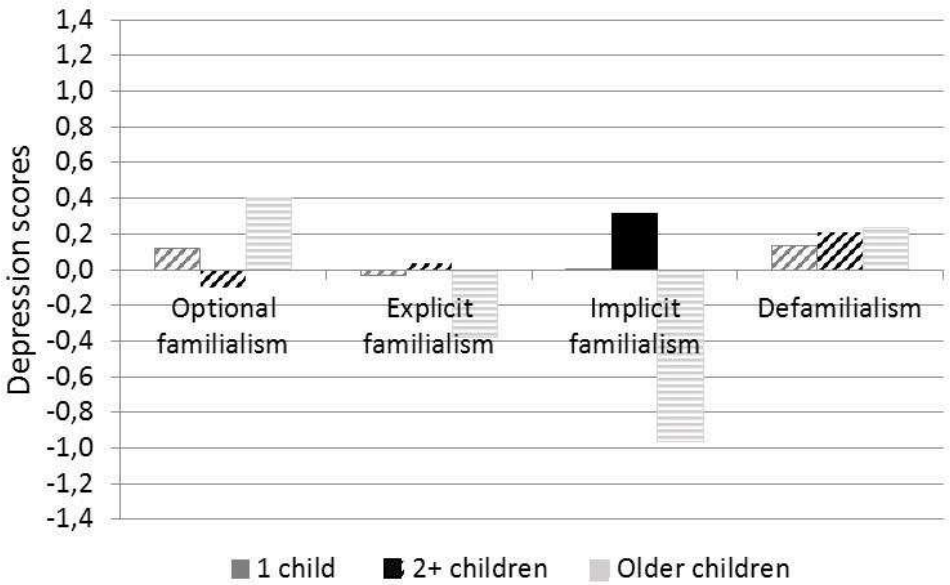 Depression scores
1,4
1,2
1,0
0,8
0,6
0,4
0,2
0,0
-0,2
-0,4
-0,6
-0,8
-1,0
-1,2
-1,4
Optional familialism
Explicit familialism
Implicit familialism
Defamilialism
1 child 2+ children Older children